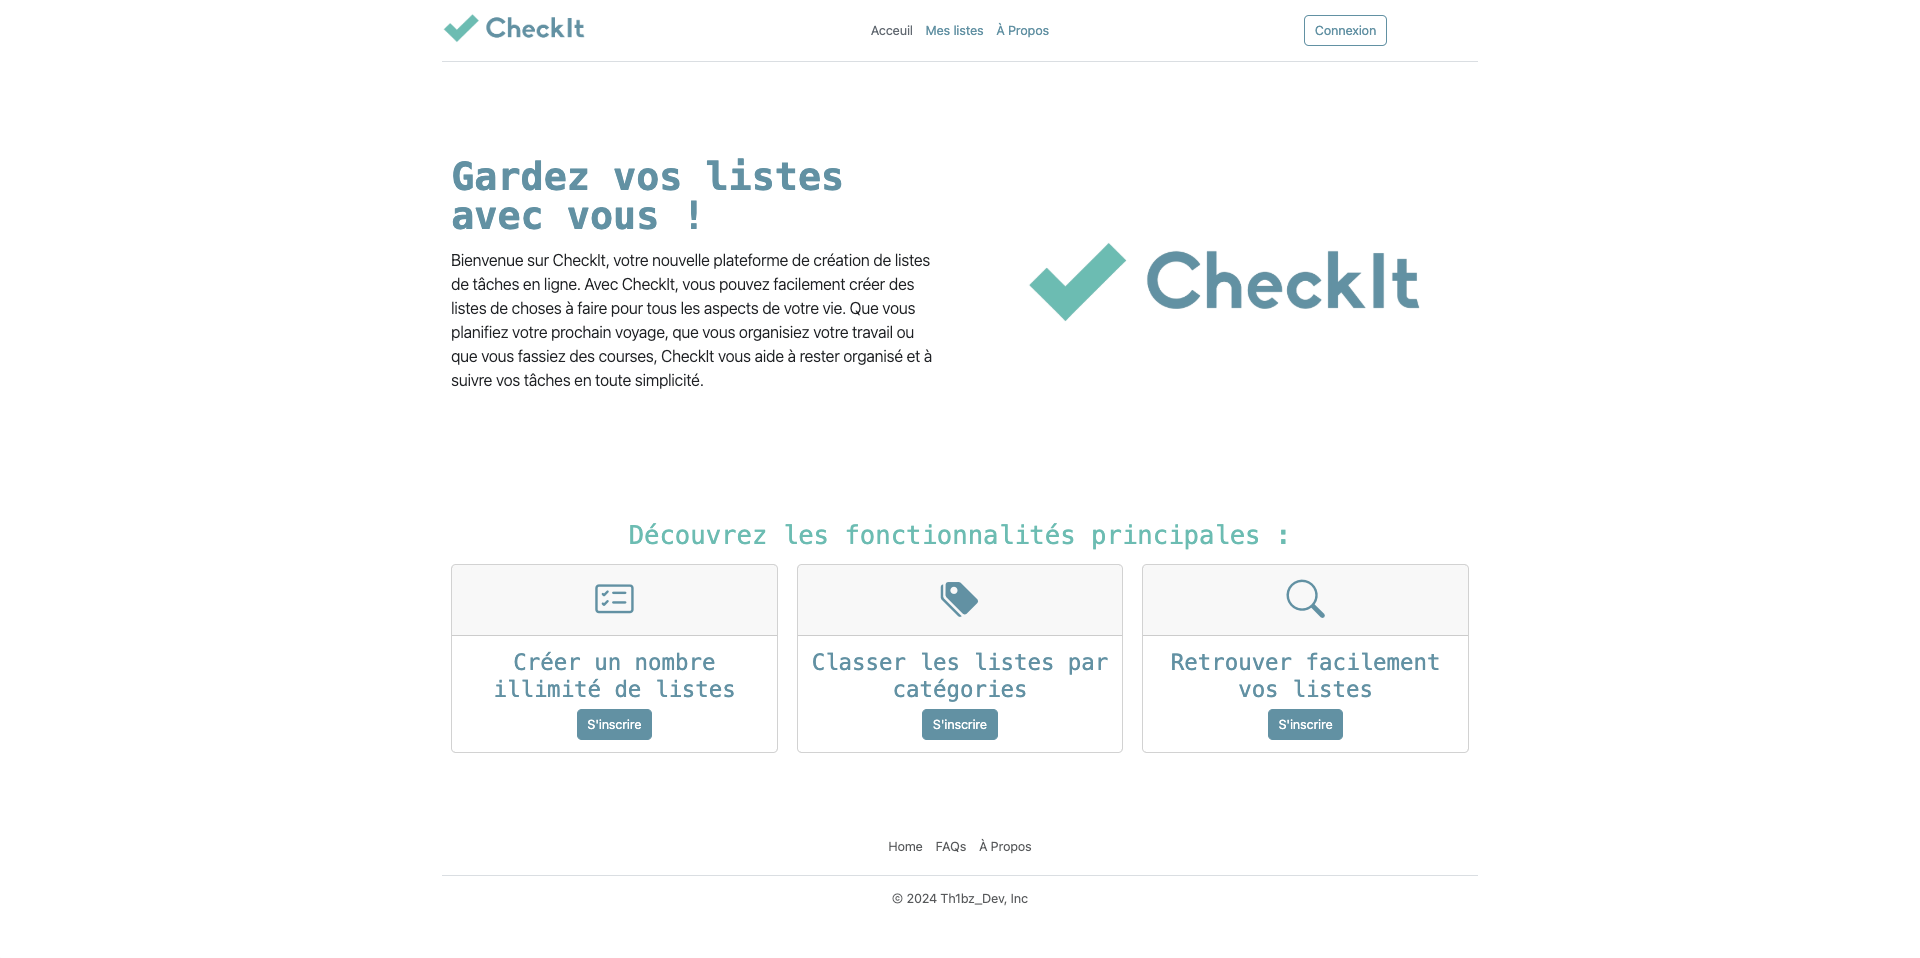 CheckIt
Acceuil Mes listes À Propos
Connexion
Gardez vos listes
avec vous !
Bienvenue sur CheckIt, votre nouvelle plateforme de création de listes
de tâches en ligne. Avec CheckIt, vous pouvez facilement créer des
listes de choses à faire pour tous les aspects de votre vie. Que vous
planifiez votre prochain voyage, que vous organisiez votre travail ou
que vous fassiez des courses, CheckIt vous aide à rester organisé et à
suivre vos tâches en toute simplicité.
CheckIt
Découvrez les fonctionnalités principales :
Créer un nombre
illimité de listes
S'inscrire
Classer les listes par
catégories
S'inscrire
Retrouver facilement
vos listes
S'inscrire
Home FAQs À Propos
© 2024 Th1bz_Dev, Inc